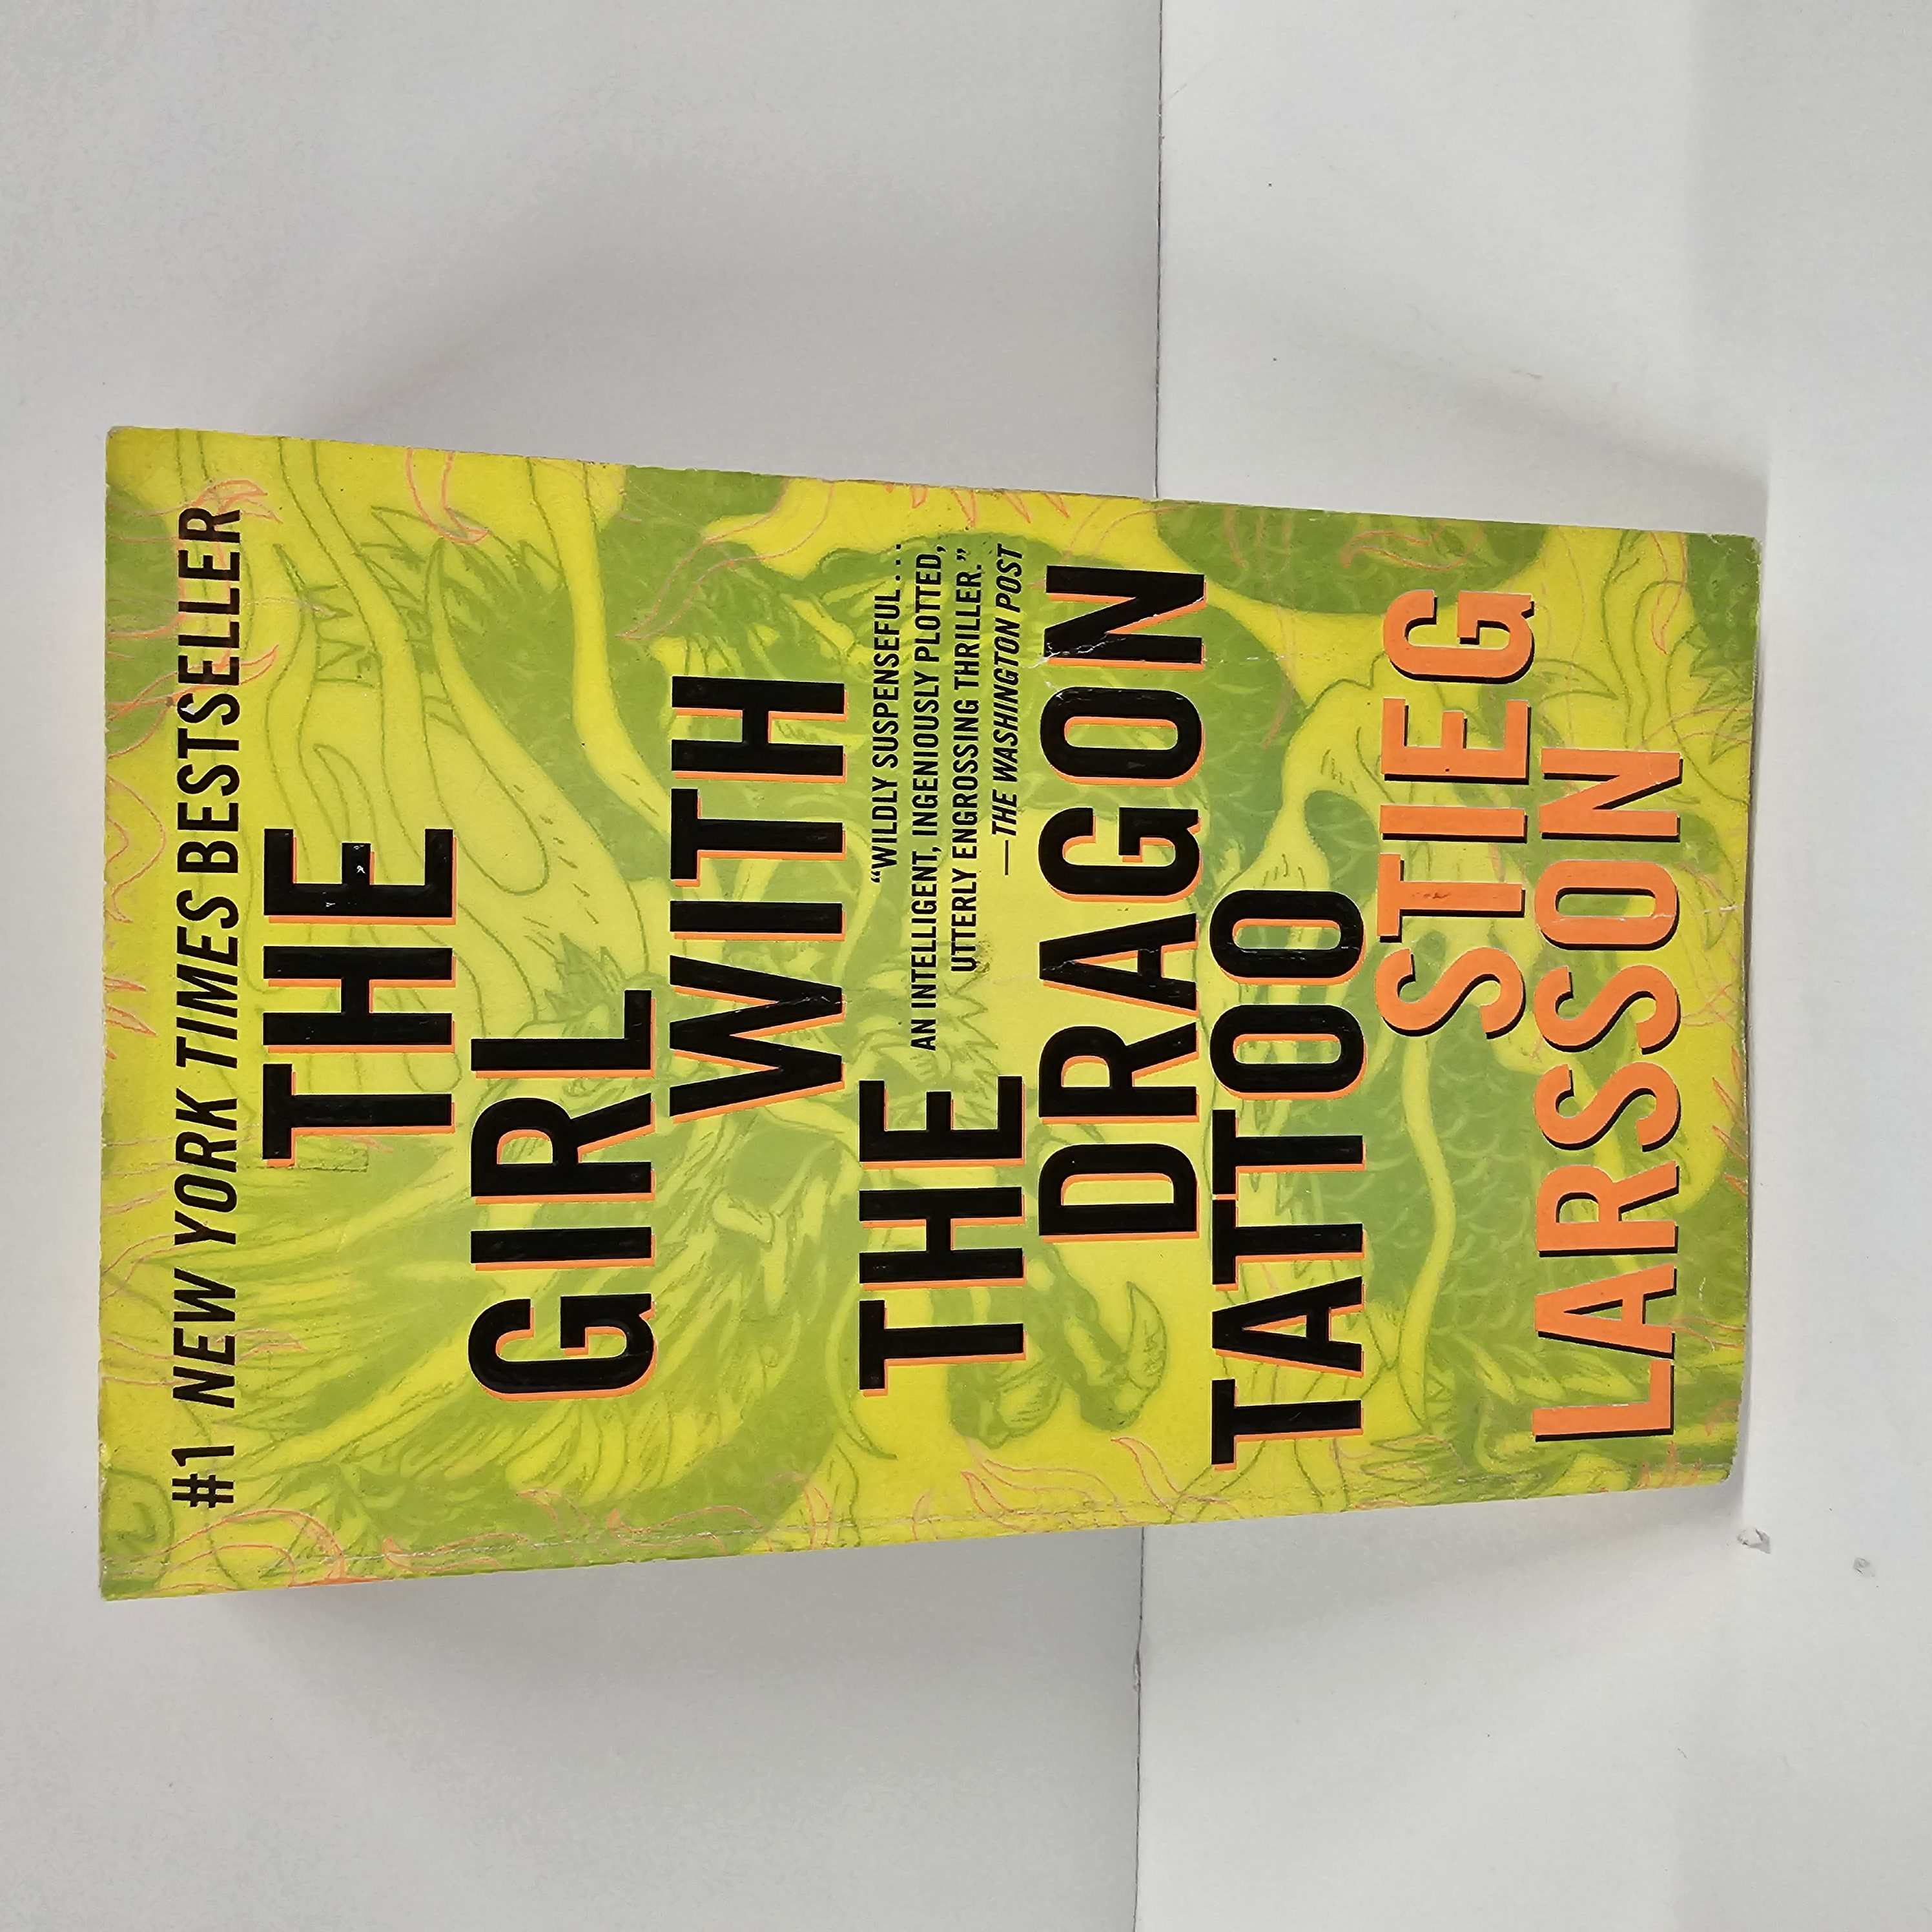 #1 NEW YORK TIMES BESTSELLER
THE
GIRL
WITH
THE
"WILDLY SUSPENSEFUL...
AN INTELLIGENT, INGENIOUSLY PLOTTED,
UTTERLY ENGROSSING THRILLER."
—THE WASHINGTON POST
DRAGON
TATTOO
STIEG
LARSSON